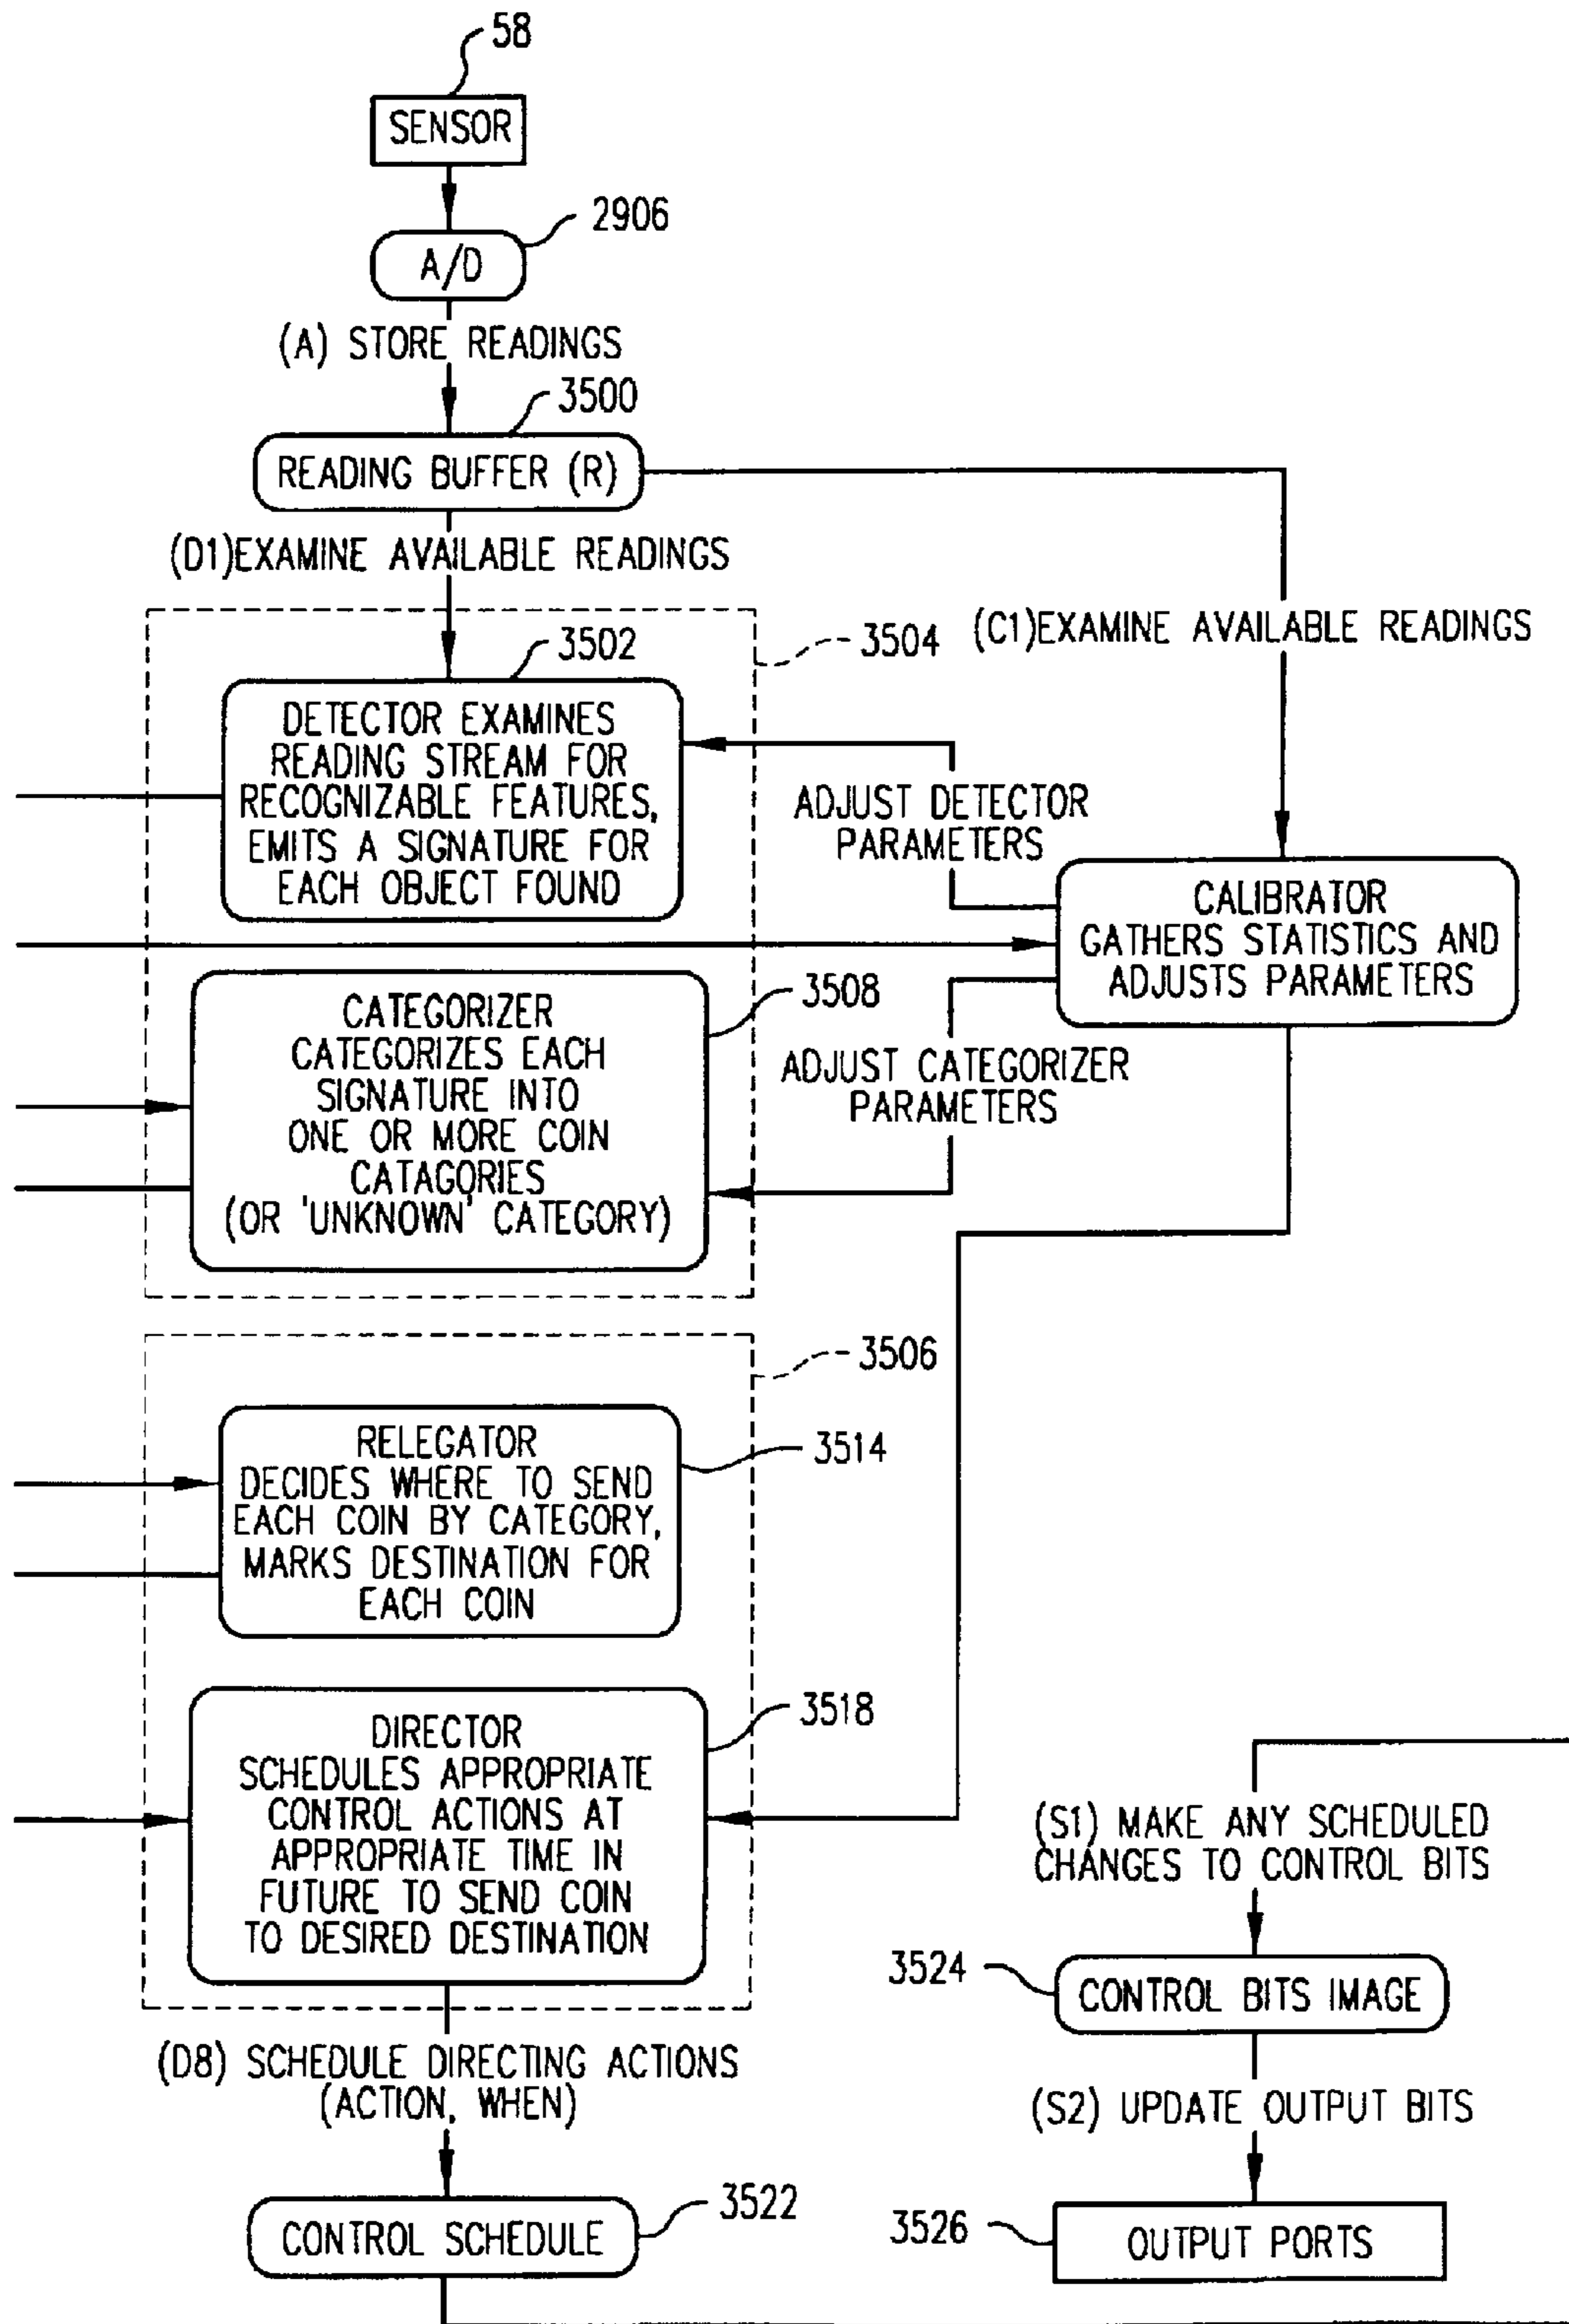 58
SENSOR
2906
A/D
(A) STORE READINGS
3500
READING BUFFER (R)
(D1)EXAMINE AVAILABLE READINGS
3502
3504
(C1)EXAMINE AVAILABLE READINGS
DETECTOR EXAMINES
READING STREAM FOR
RECOGNIZABLE FEATURES,
EMITS A SIGNATURE FOR
EACH OBJECT FOUND
ADJUST DETECTOR
PARAMETERS
CALIBRATOR
GATHERS STATISTICS AND
ADJUSTS PARAMETERS
3508
CATEGORIZER
CATEGORIZES EACH
SIGNATURE INTO
ONE OR MORE COIN
CATAGORIES
(OR 'UNKNOWN' CATEGORY)
ADJUST CATEGORIZER
PARAMETERS
3506
RELEGATOR
DECIDES WHERE TO SEND
EACH COIN BY CATEGORY,
MARKS DESTINATION FOR
EACH COIN
3514
3518
DIRECTOR
SCHEDULES APPROPRIATE
CONTROL ACTIONS AT
APPROPRIATE TIME IN
FUTURE TO SEND COIN
TO DESIRED DESTINATION
(S1) MAKE ANY SCHEDULED
CHANGES TO CONTROL BITS
3524
CONTROL BITS IMAGE
(D8) SCHEDULE DIRECTING ACTIONS
(ACTION, WHEN)
(S2) UPDATE OUTPUT BITS
3522
CONTROL SCHEDULE
3526
OUTPUT PORTS